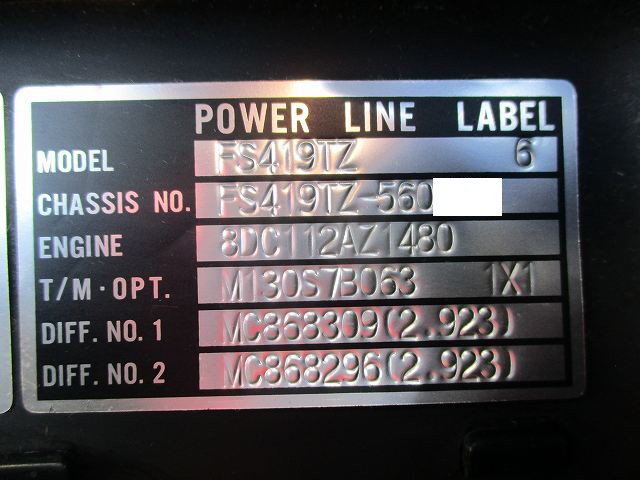 POWER LINE LABEL
MODEL FS419TZ 6
CHASSIS NO. FS419TZ-560
ENGINE 8DC112AZ1480
T/M·OPT. M130S7B063 1X1
DIFF. NO. 1 MC868309(2.923)
DIFF. NO. 2 MC868296(2.923)